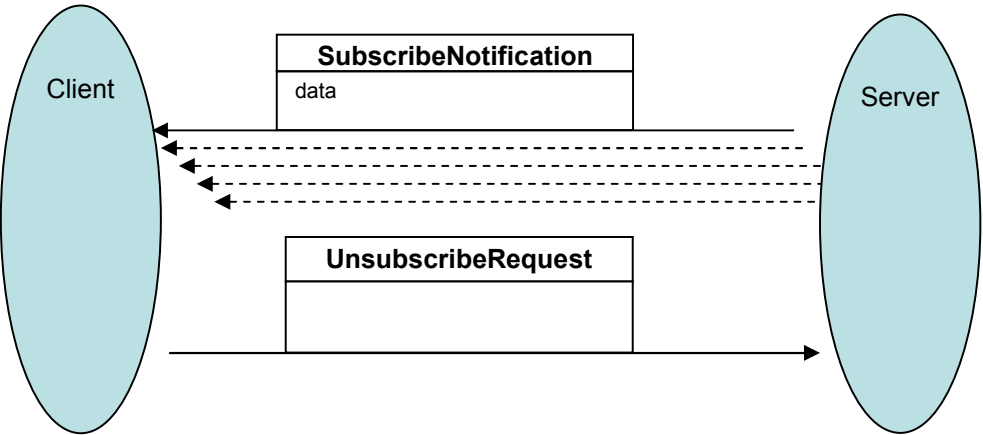 SubscribeNotification
Client
data
Server
UnsubscribeRequest